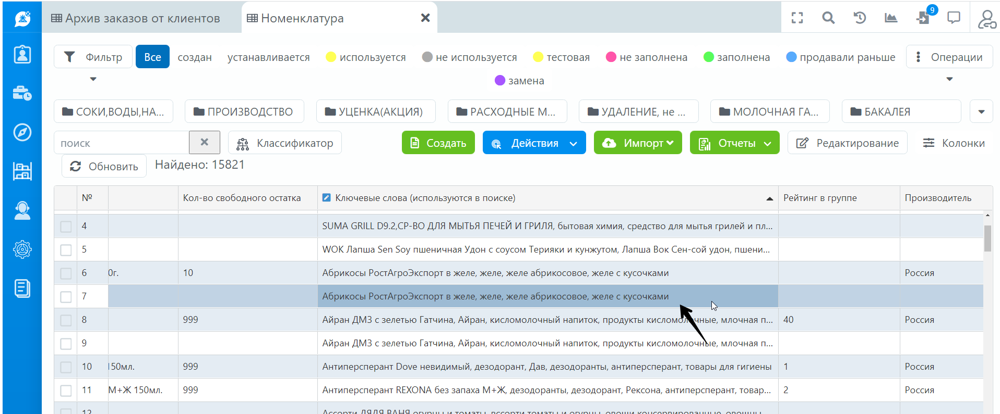 Архив заказов от клиентов
Номенклатура
9
Фильтр
Все
создан
устанавливается
используется
не используется
тестовая
не заполнена
заполнена
продавали раньше
Операции
замена
СОКИ,ВОДЫ,НА...
ПРОИЗВОДСТВО
УЦЕНКА(АКЦИЯ)
РАСХОДНЫЕ М...
УДАЛЕНИЕ, не ...
МОЛОЧНАЯ ГА...
БАКАЛЕЯ
поиск
Классификатор
Создать
Действия
Импорт
Отчеты
Редактирование
Колонки
Обновить
Найдено: 15821
№ Кол-во свободного остатка Ключевые слова (используются в поиске) Рейтинг в группе Производитель
4 SUMA GRILL D9.2,СР-ВО ДЛЯ МЫТЬЯ ПЕЧЕЙ И ГРИЛЯ, бытовая химия, средство для мытья грилей и пл...
5 WOK Лапша Sen Soy пшеничная Удон с соусом Терияки и кунжутом, Лапша Вок Сен-сой удон, пшени...
6 0г. 10 Абрикосы РостАгроЭкспорт в желе, желе, желе абрикосовое, желе с кусочками Россия
7 Абрикосы РостАгроЭкспорт в желе, желе, желе абрикосовое, желе с кусочками
8 999 Айран ДМЗ с зелетью Гатчина, Айран, кисломолочный напиток, продукты кисломолочные, млочная п... 40 Россия
9 Айран ДМЗ с зелетью Гатчина, Айран, кисломолочный напиток, продукты кисломолочные, млочная п...
10 150мл. 999 Антиперсперант Dove невидимый, дезодорант, Дав, дезодоранты, антиперсперант, товары для гигиены 1 Россия
11 М+Ж 150мл. 999 Антиперсперант REXONA без запаха М+Ж, дезодоранты, дезодорант, Рексона, антиперсперант, товар... 2 Россия
12 Ассорти ДЯДЯ ВАНЯ огурцы и томаты,